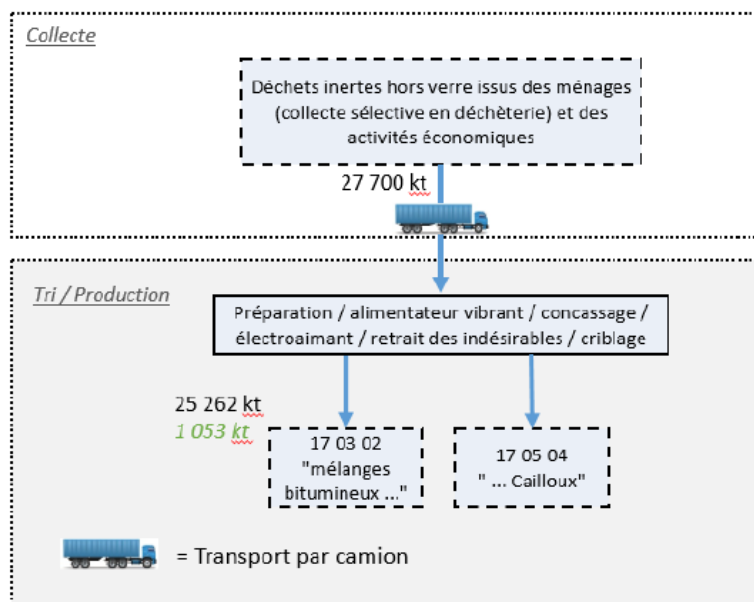 Collecte
Déchets inertes hors verre issus des ménages
(collecte sélective en déchèterie) et des
activités économiques
27 700 kt
Tri / Production
Préparation / alimentateur vibrant / concassage /
électroaimant / retrait des indésirables / criblage
25 262 kt
1 053 kt
17 03 02
"mélanges
bitumineux ..."
17 05 04
" ... Cailloux"
= Transport par camion